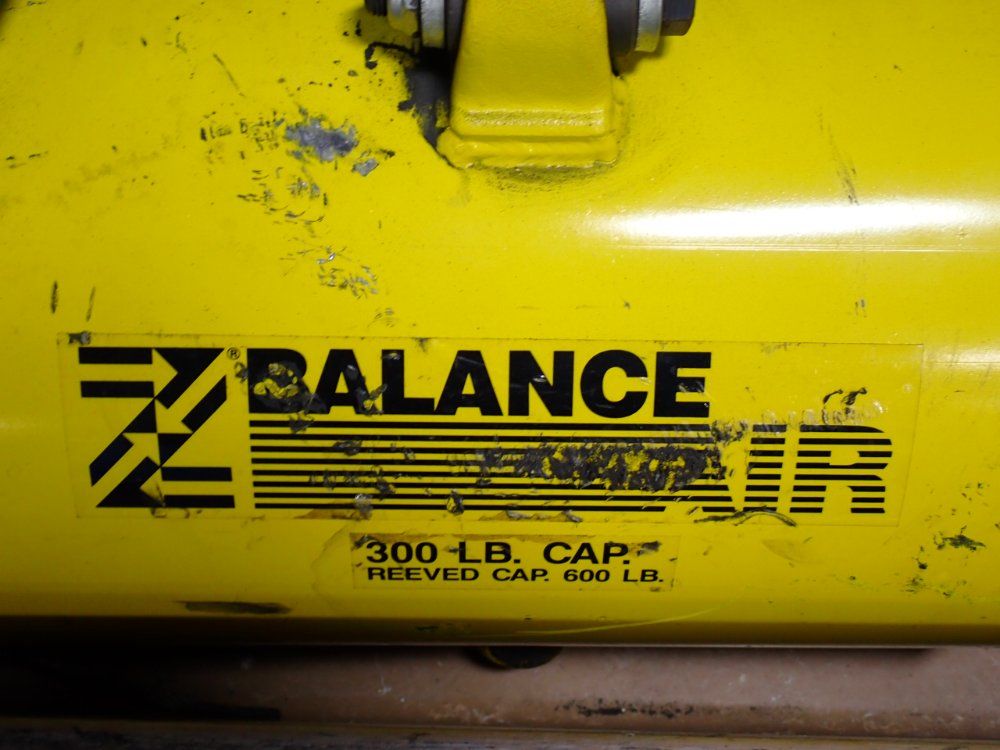 ® BALANCE
AIR
300 LB. CAP.
REEVED CAP. 600 LB.